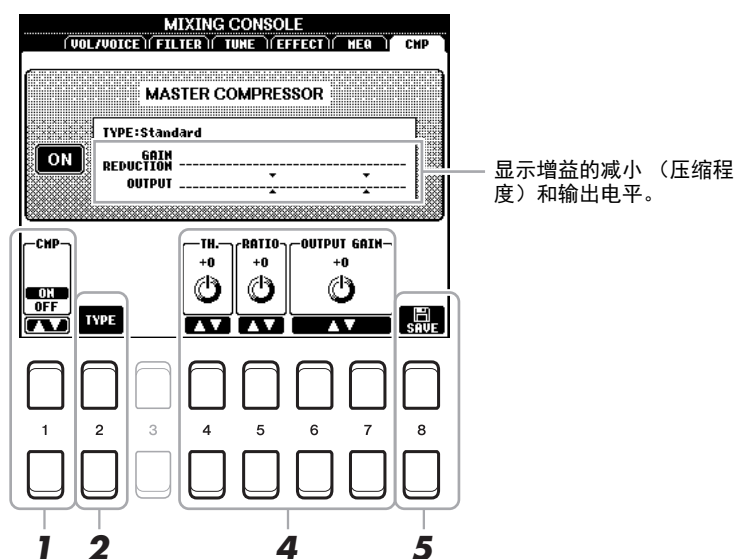 MIXING CONSOLE
VOL/VOICE FILTER TUNE EFFECT MEQ CMP
MASTER COMPRESSOR
TYPE:Standard
ON
GAIN
REDUCTION
OUTPUT
显示增益的减小 （压缩程
度）和输出电平。
CMP TH. RATIO OUTPUT GAIN
+0 +0 +0
ON
OFF
TYPE
SAVE
1 2 3 4 5 6 7 8
1 2 4 5